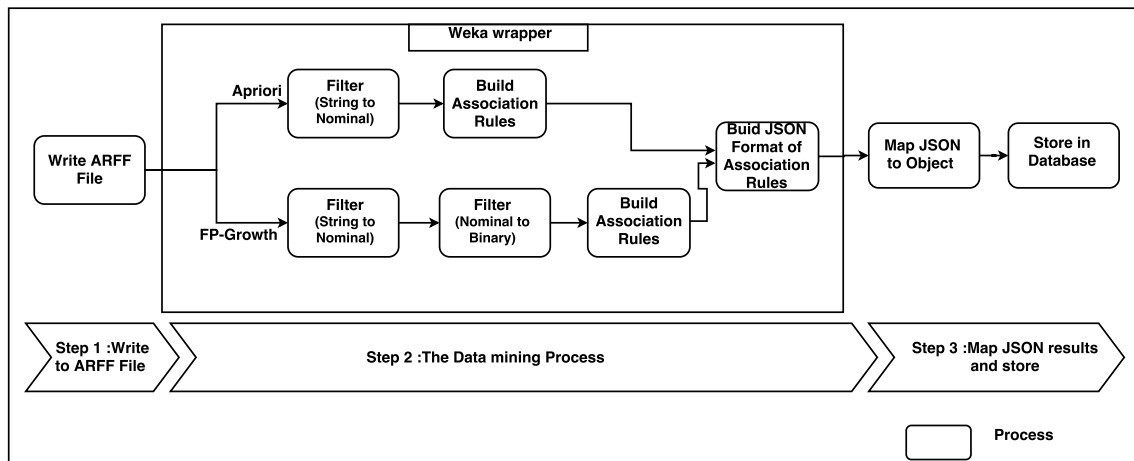 Weka wrapper
Apriori
Filter
(String to
Nominal)
Build
Association
Rules
Write ARFF
File
Buid JSON
Format of
Association
Rules
Map JSON
to Object
Store in
Database
FP-Growth
Filter
(String to
Nominal)
Filter
(Nominal to
Binary)
Build
Association
Rules
Step 1 :Write
to ARFF File
Step 2 :The Data mining Process
Step 3 :Map JSON results
and store
Process